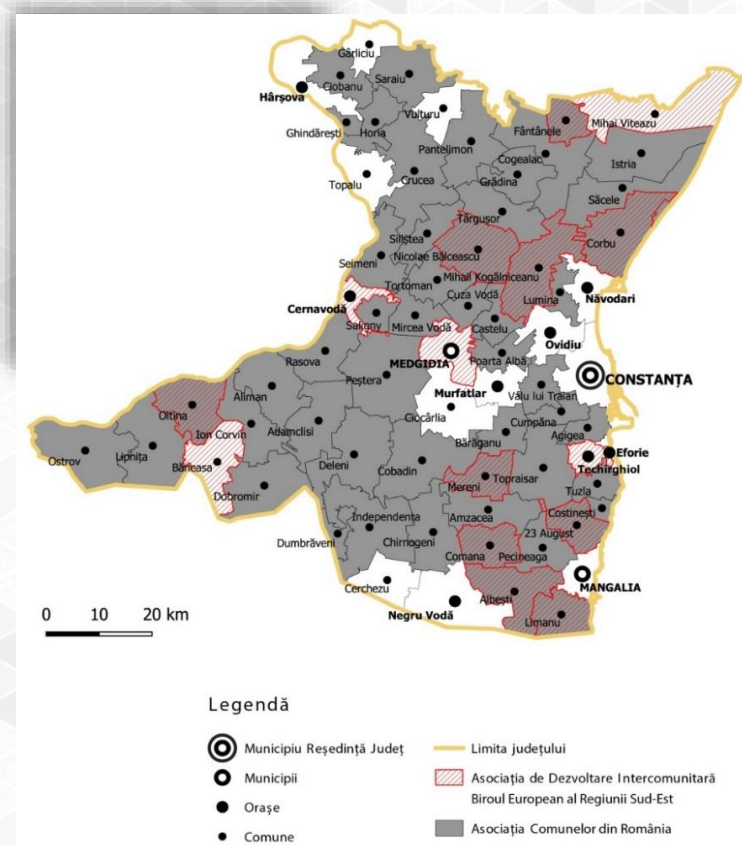 Gârliciu
Ciobanu
Saraiu
Hârșova
Vulturu
Ghindărești
Horia
Fântânele
Mihai Viteazu
Pantelimon
Cogealac
Istria
Topalu
Crucea
Grădina
Săcele
Târgușor
Siliștea
Corbu
Nicolae Bălcescu
Seimeni
Mihail Kogălniceanu
Tortoman
Lumina
Năvodari
Cernavodă
Cuza Vodă
Saligny
Mircea Vodă
Castelu
Ovidiu
MEDGIDIA
Poarta Albă
Rasova
Peștera
CONSTANȚA
Murfatlar
Valu lui Traian
Aliman
Oltina
Ciocârlia
Cumpăna
Ion Corvin
Adamclisi
Bărăganu
Agigea
Ostrov
Lipnița
Băneasa
Deleni
Cobadin
Eforie
Techirghiol
Mereni
Topraisar
Dobromir
Tuzla
Independența
Amzacea
Costinești
Dumbrăveni
Chirnogeni
23 August
Comana
Pecineaga
Cerchezu
MANGALIA
Albești
Negru Vodă
Limanu
0 10 20 km
Legendă
Municipiu Reședință Județ
Municipii
Orașe
Comune
Limita județului
Asociația de Dezvoltare Intercomunitară
Biroul European al Regiunii Sud-Est
Asociația Comunelor din România